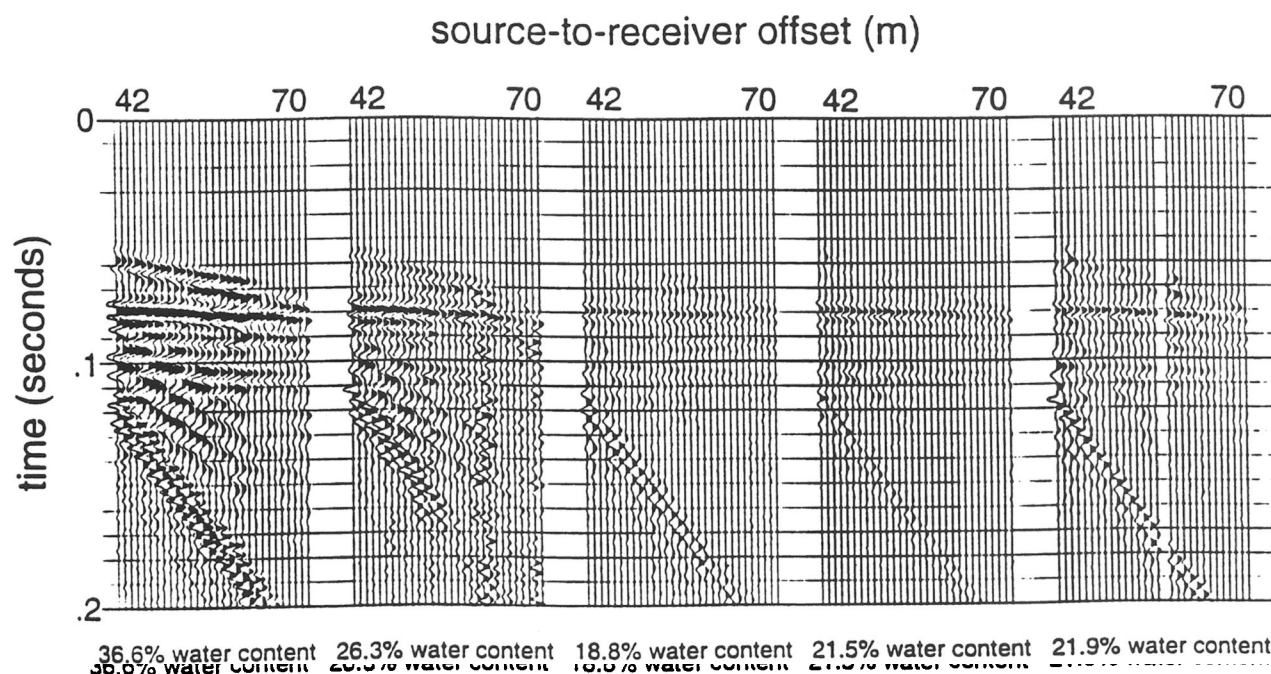 source-to-receiver offset (m)
42 70 42 70 42 70 42 70 42 70
0
.1
.2
time (seconds)
36.6% water content 26.3% water content 18.8% water content 21.5% water content 21.9% water content